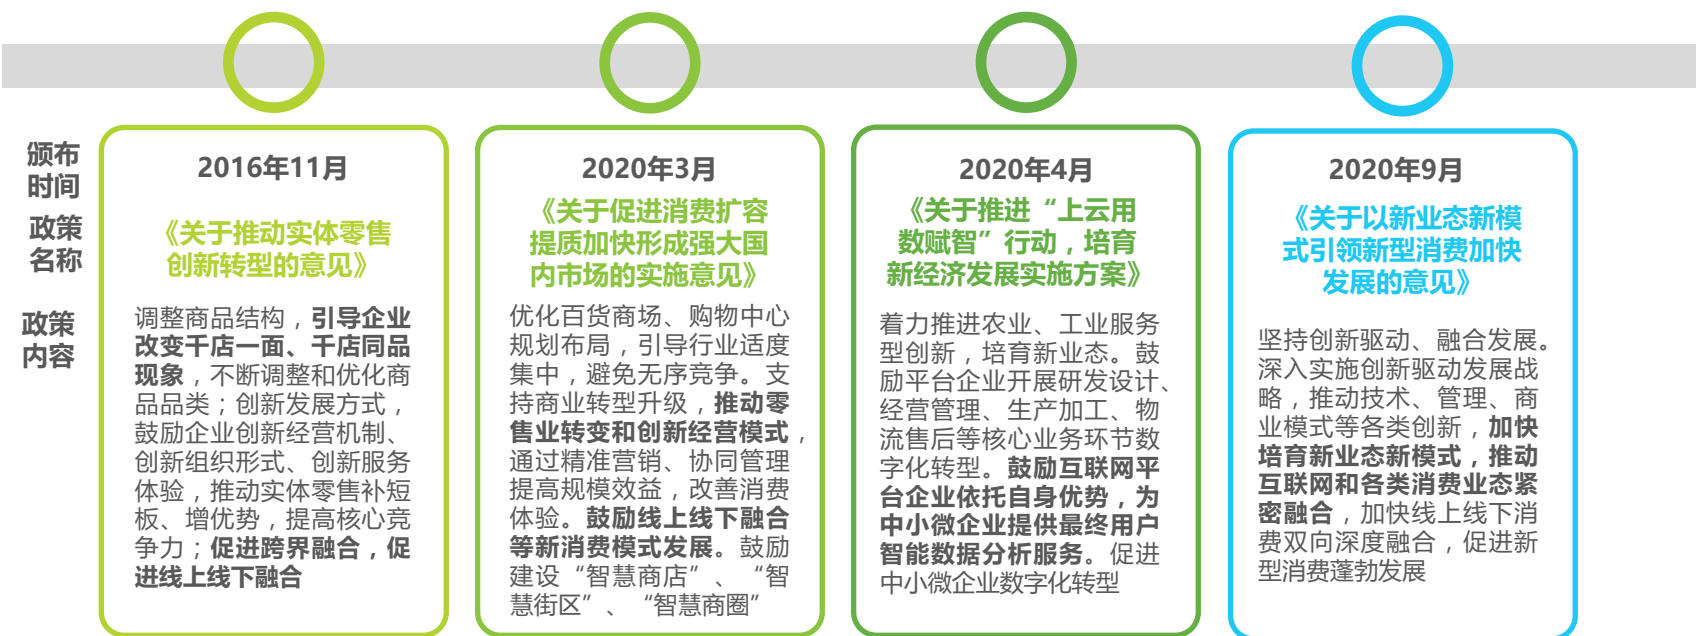 颁布
时间
政策
名称
政策
内容
2016年11月
《关于推动实体零售
创新转型的意见》
调整商品结构，引导企业
改变千店一面、千店同品
现象，不断调整和优化商
品品类；创新发展方式，
鼓励企业创新经营机制、
创新组织形式、创新服务
体验，推动实体零售补短
板、增优势，提高核心竞
争力；促进跨界融合，促
进线上线下融合
2020年3月
《关于促进消费扩容
提质加快形成强大国
内市场的实施意见》
优化百货商场、购物中心
规划布局，引导行业适度
集中，避免无序竞争。支
持商业转型升级，推动零
售业转变和创新经营模式，
通过精准营销、协同管理
提高规模效益，改善消费
体验。鼓励线上线下融合
等新消费模式发展。鼓励
建设“智慧商店”、“智
慧街区”、“智慧商圈”
2020年4月
《关于推进“上云用
数赋智”行动，培育
新经济发展实施方案》
着力推进农业、工业服务
型创新，培育新业态。鼓
励平台企业开展研发设计、
经营管理、生产加工、物
流售后等核心业务环节数
字化转型。鼓励互联网平
台企业依托自身优势，为
中小微企业提供最终用户
智能数据分析服务。促进
中小微企业数字化转型
2020年9月
《关于以新业态新模
式引领新型消费加快
发展的意见》
坚持创新驱动、融合发展。
深入实施创新驱动发展战
略，推动技术、管理、商
业模式等各类创新，加快
培育新业态新模式，推动
互联网和各类消费业态紧
密融合，加快线上线下消
费双向深度融合，促进新
型消费蓬勃发展